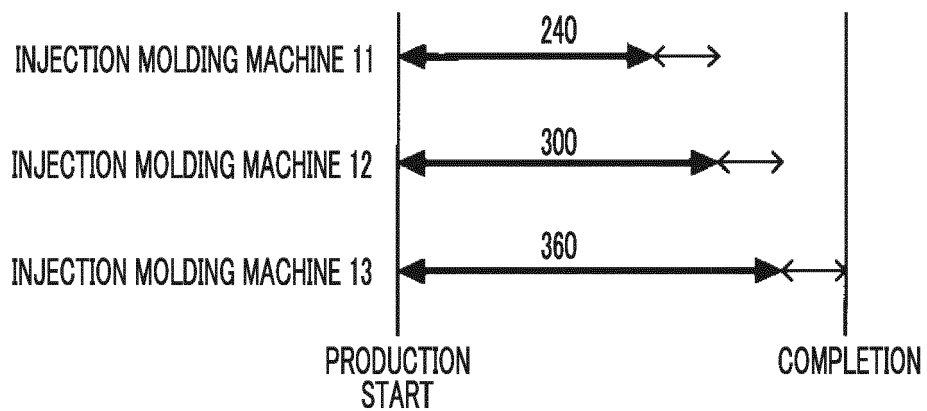 240
INJECTION MOLDING MACHINE 11
300
INJECTION MOLDING MACHINE 12
360
INJECTION MOLDING MACHINE 13
PRODUCTION
START
COMPLETION